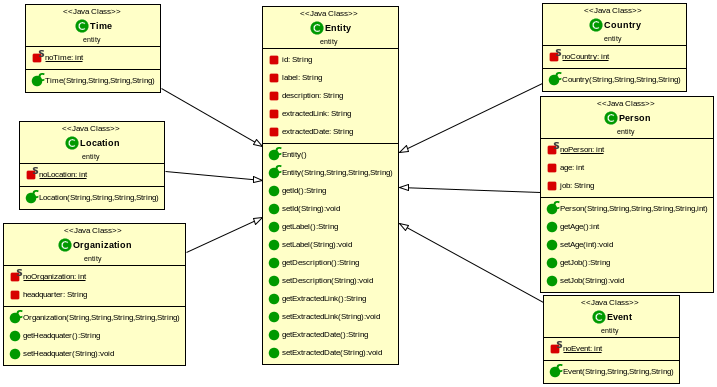 <<Java Class>>
Time
entity
noTime: int
Time(String,String,String,String)
<<Java Class>>
Location
entity
noLocation: int
Location(String,String,String,String)
<<Java Class>>
Organization
entity
noOrganization: int
headquarter: String
Organization(String,String,String,String,String)
getHeadquater():String
setHeadquater(String):void
<<Java Class>>
Entity
entity
id: String
label: String
description: String
extractedLink: String
extractedDate: String
Entity()
Entity(String,String,String,String)
getId():String
setId(String):void
getLabel():String
setLabel(String):void
getDescription():String
setDescription(String):void
getExtractedLink():String
setExtractedLink(String):void
getExtractedDate():String
setExtractedDate(String):void
<<Java Class>>
Country
entity
noCountry: int
Country(String,String,String,String)
<<Java Class>>
Person
entity
noPerson: int
age: int
job: String
Person(String,String,String,String,String,int)
getAge():int
setAge(int):void
getJob():String
setJob(String):void
<<Java Class>>
Event
entity
noEvent: int
Event(String,String,String,String)